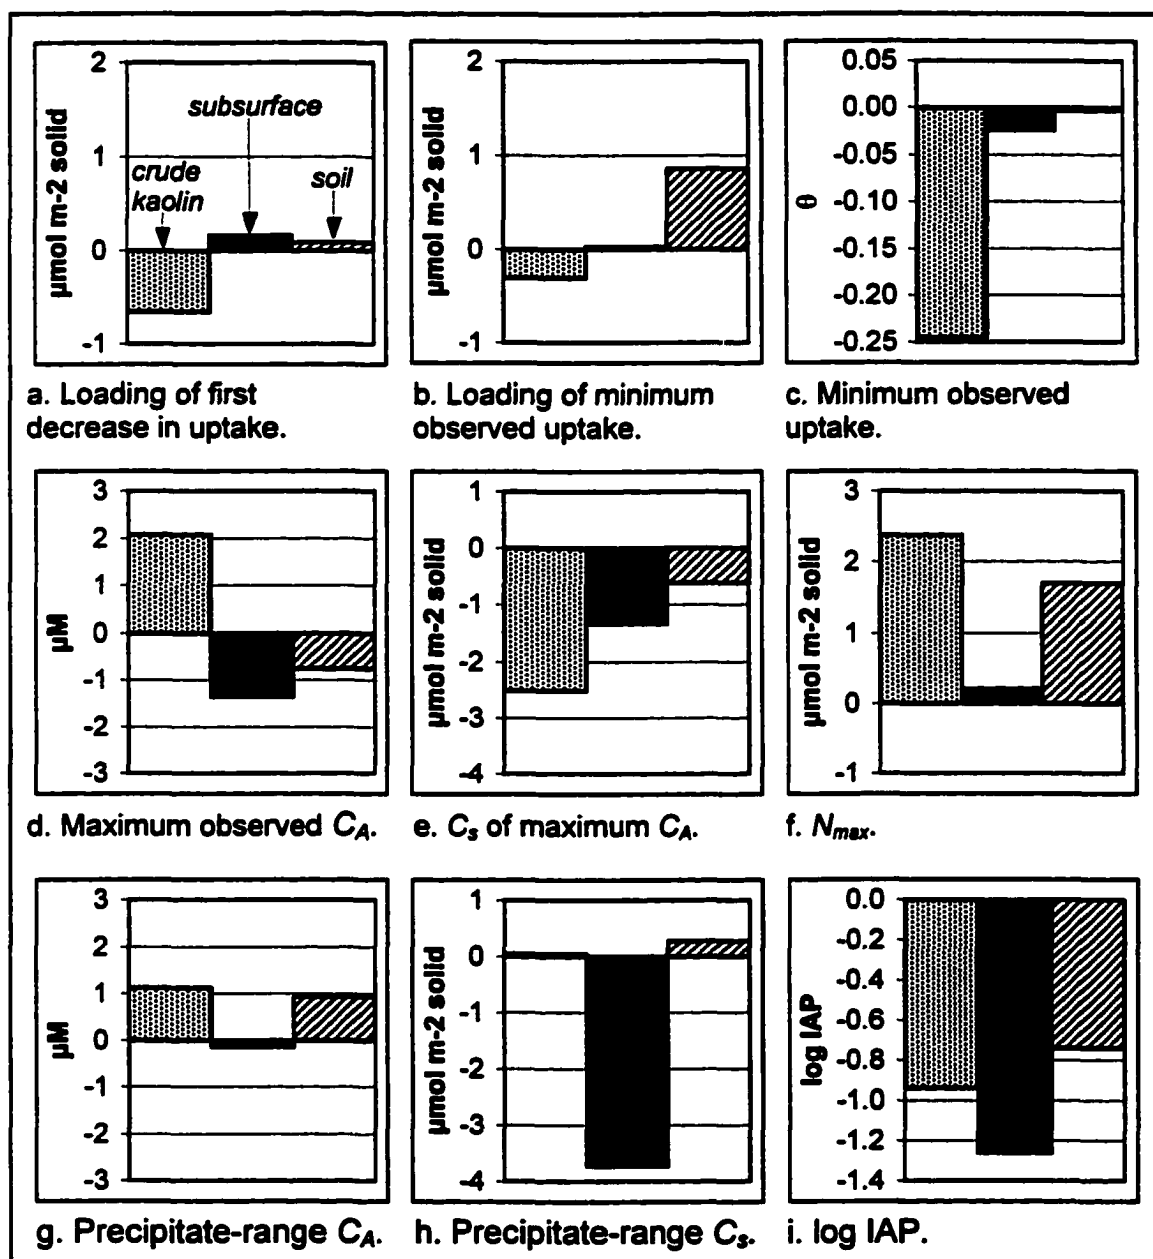 2
1
0
-1
μmol m-2 solid
subsurface
crude
kaolin
soil
a. Loading of first
decrease in uptake.
2
1
0
-1
μmol m-2 solid
b. Loading of minimum
observed uptake.
0.05
0.00
-0.05
-0.10
-0.15
-0.20
-0.25
θ
c. Minimum observed
uptake.
3
2
1
0
-1
-2
-3
μM
d. Maximum observed C_A.
1
0
-1
-2
-3
-4
μmol m-2 solid
e. C_s of maximum C_A.
3
2
1
0
-1
μmol m-2 solid
f. N_max.
3
2
1
0
-1
-2
-3
μM
g. Precipitate-range C_A.
1
0
-1
-2
-3
-4
μmol m-2 solid
h. Precipitate-range C_s.
0.0
-0.2
-0.4
-0.6
-0.8
-1.0
-1.2
-1.4
log IAP
i. log IAP.